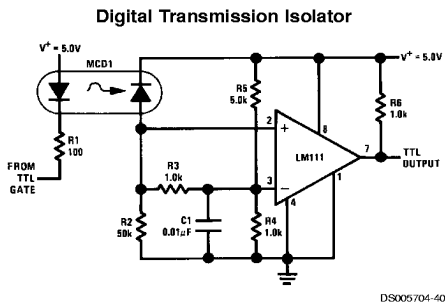 Digital Transmission Isolator
V+ = 5.0V
MCD1
V+ = 5.0V
R5
5.0k
R6
1.0k
R1
100
2
+
8
LM111
7
TTL
OUTPUT
FROM
TTL
GATE
R3
1.0k
3
−
1
4
R2
50k
C1
0.01μF
R4
1.0k
DS005704-40